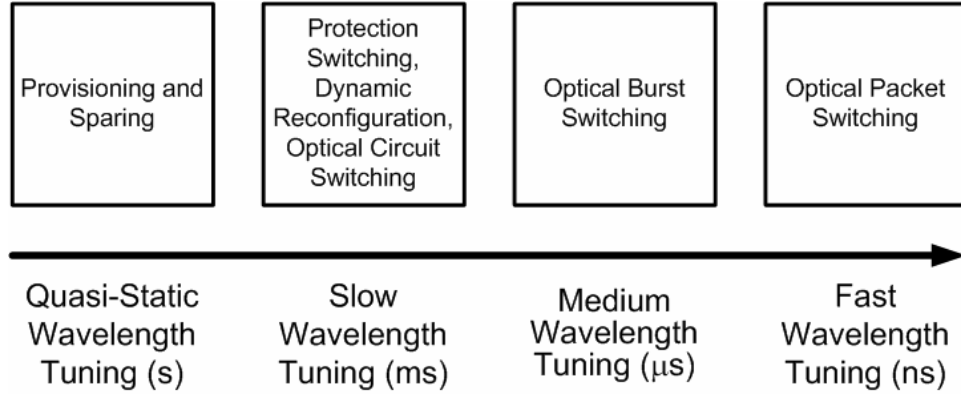 Provisioning and
Sparing
Protection
Switching,
Dynamic
Reconfiguration,
Optical Circuit
Switching
Optical Burst
Switching
Optical Packet
Switching
Quasi-Static
Wavelength
Tuning (s)
Slow
Wavelength
Tuning (ms)
Medium
Wavelength
Tuning (μs)
Fast
Wavelength
Tuning (ns)